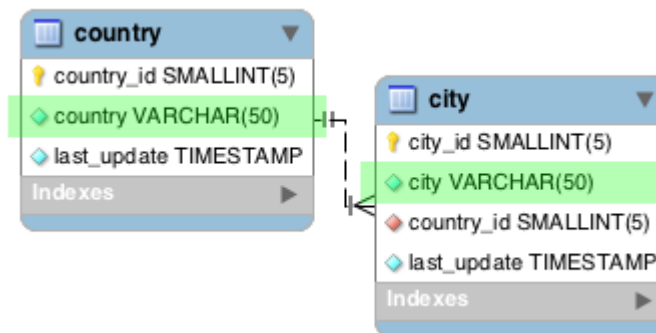 country
country_id SMALLINT(5)
country VARCHAR(50)
last_update TIMESTAMP
Indexes
city
city_id SMALLINT(5)
city VARCHAR(50)
country_id SMALLINT(5)
last_update TIMESTAMP
Indexes